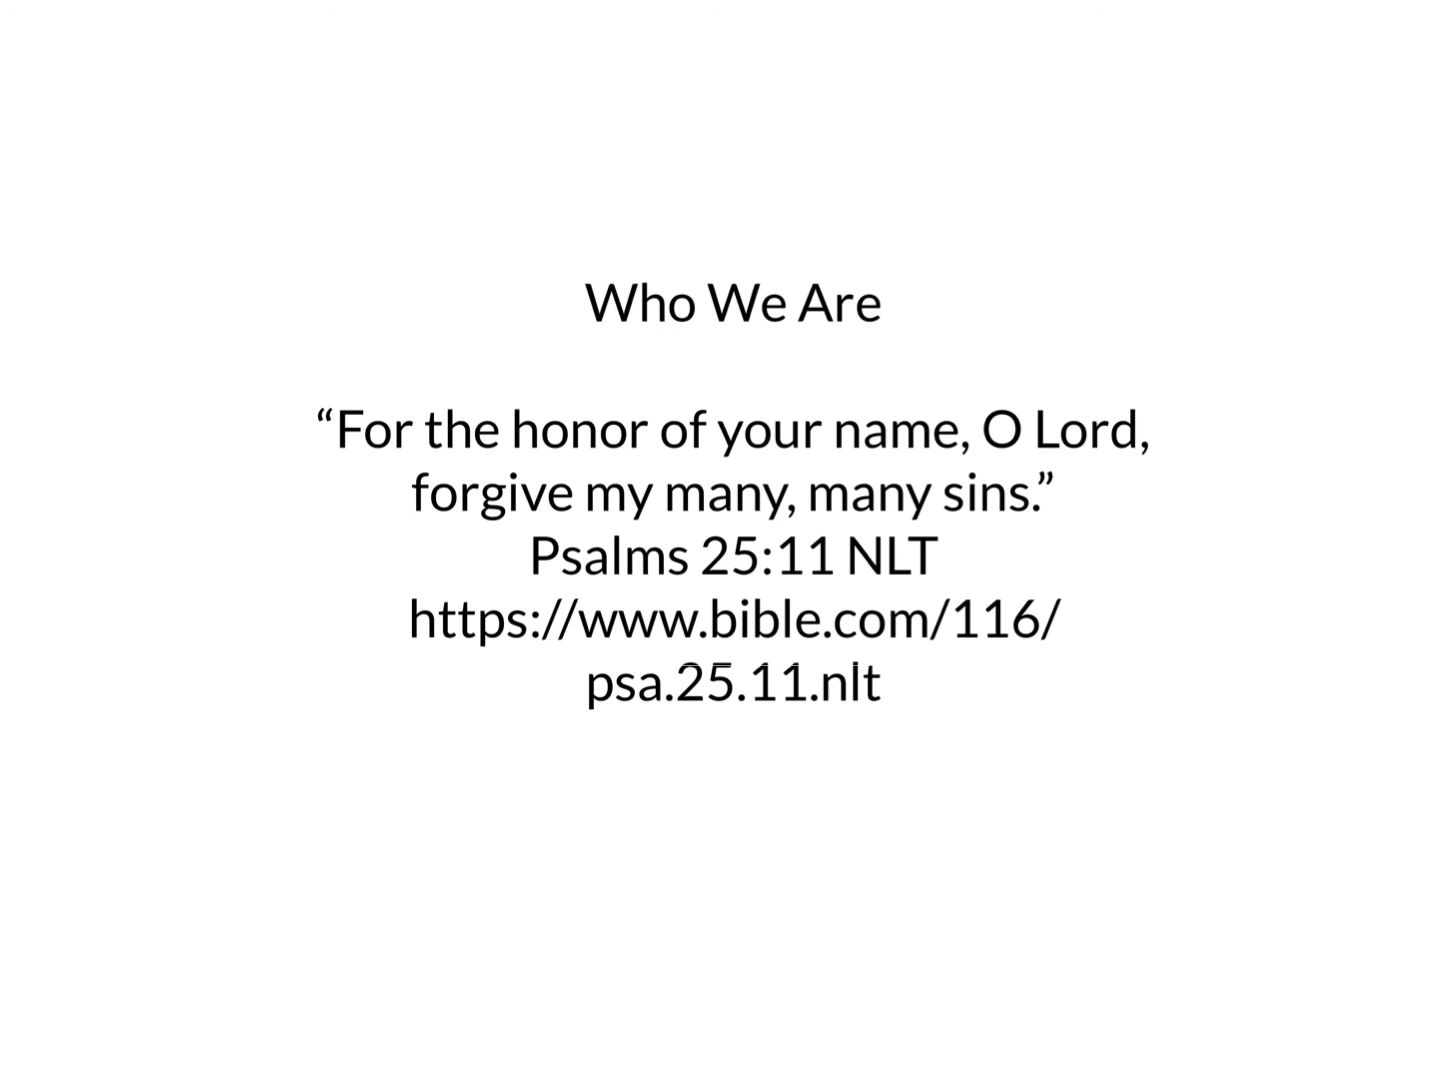 Who We Are
“For the honor of your name, O Lord,
forgive my many, many sins.”
Psalms 25:11 NLT
https://www.bible.com/116/
psa.25.11.nlt